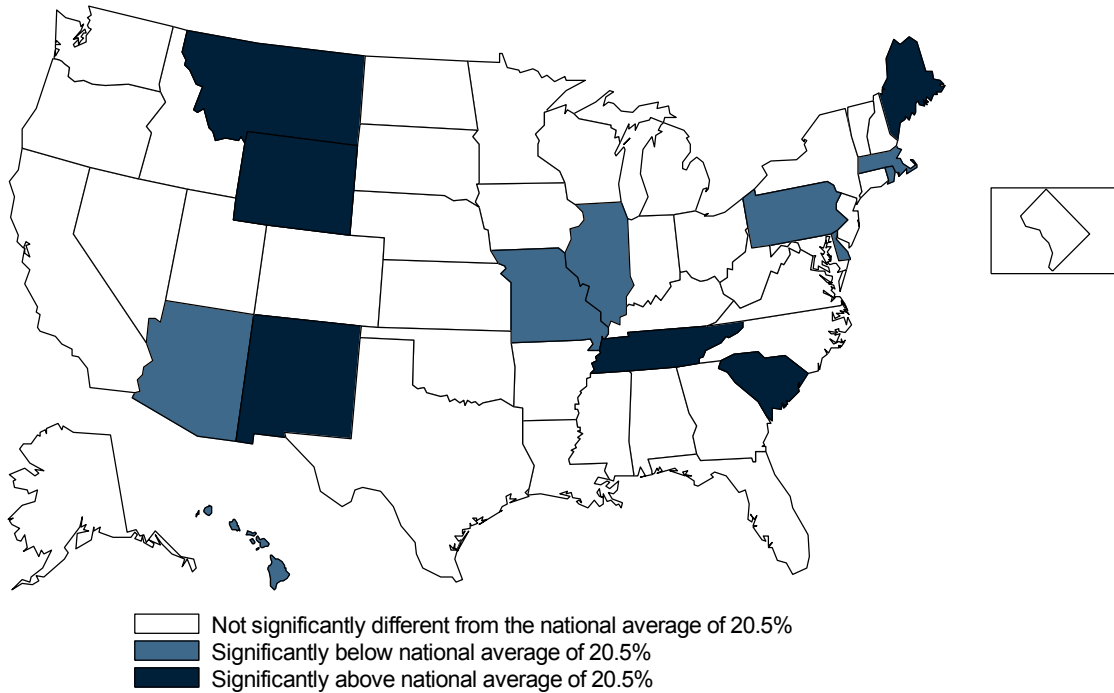 Not significantly different from the national average of 20.5%
Significantly below national average of 20.5%
Significantly above national average of 20.5%